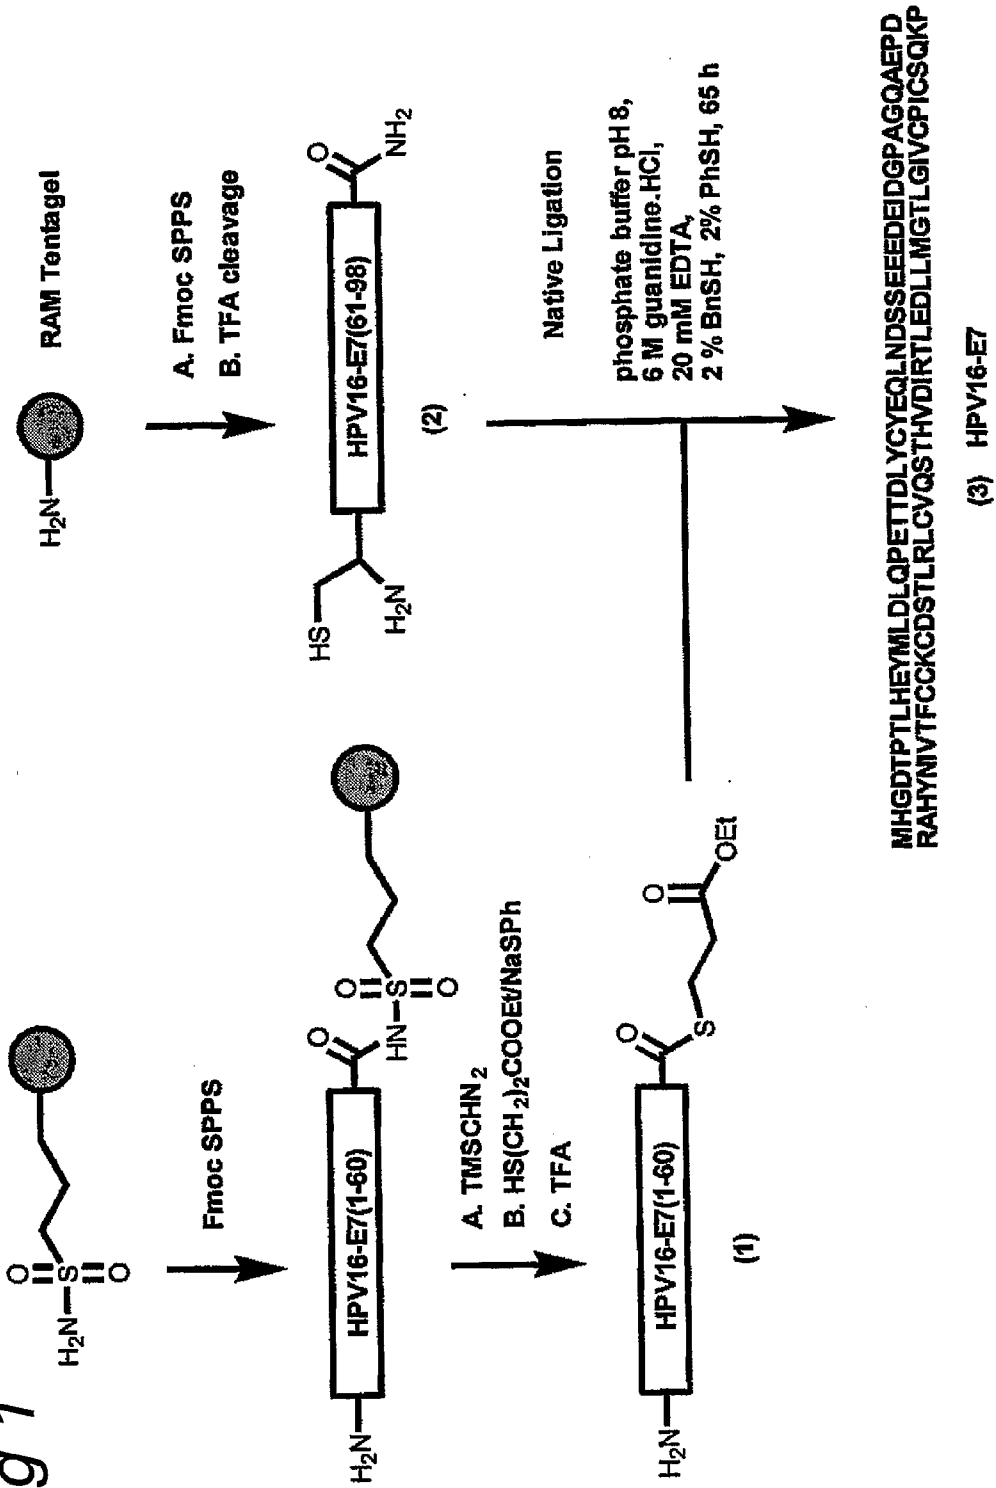 g 1
H₂N
S
O
O
Fmoc SPPS
H₂N
HPV16-E7(1-60)
O
HN
S
O
O
A. TMSCHN₂
B. HS(CH₂)₂COOEt/NaSPh
C. TFA
H₂N
HPV16-E7(1-60)
O
S
O
OEt
(1)
H₂N
RAM Tentagel
A. Fmoc SPPS
B. TFA cleavage
HS
H₂N
HPV16-E7(61-98)
O
NH₂
(2)
Native Ligation
phosphate buffer pH 8,
6 M guanidine.HCl,
20 mM EDTA,
2 % BnSH, 2% PhSH, 65 h
MHGDTPTLHEYMLDLQPETTDLYCYEQLNDSSEEEDEIDGPAGQAEPD
RAHYNIVTFCCKCDSTLRLCVQSTHVDIRTLEDLLMGTLGIVCPICSQKP
(3) HPV16-E7